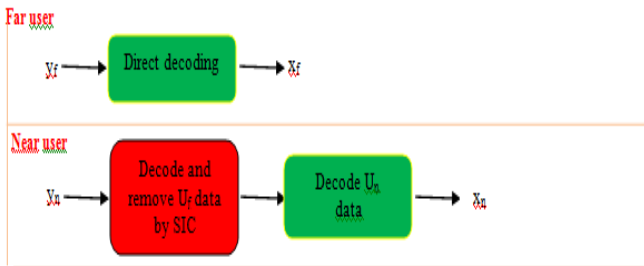 Far user
yf
Direct decoding
xf
Near user
yn
Decode and
remove Uf data
by SIC
Decode Un
data
xn